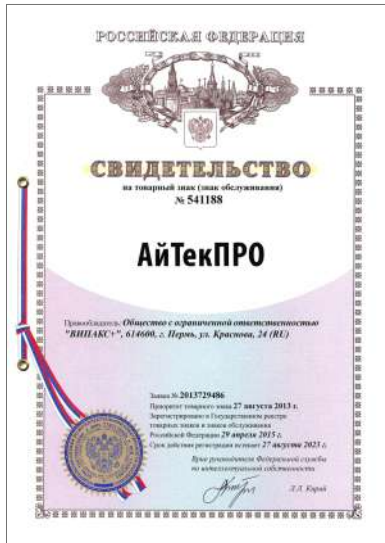 РОССИЙСКАЯ ФЕДЕРАЦИЯ
СВИДЕТЕЛЬСТВО
на товарный знак (знак обслуживания)
№ 541188
АйТекПРО
Правообладатель: Общество с ограниченной ответственностью
"ВИПАКС+", 614600, г. Пермь, ул. Краснова, 24 (RU)
Заявка № 2013729486
Приоритет товарного знака 27 августа 2013 г.
Зарегистрировано в Государственном реестре
товарных знаков и знаков обслуживания
Российской Федерации 29 апреля 2015 г.
Срок действия регистрации истекает 27 августа 2023 г.
Врио руководителя Федеральной службы
по интеллектуальной собственности
Л.Л. Кирий